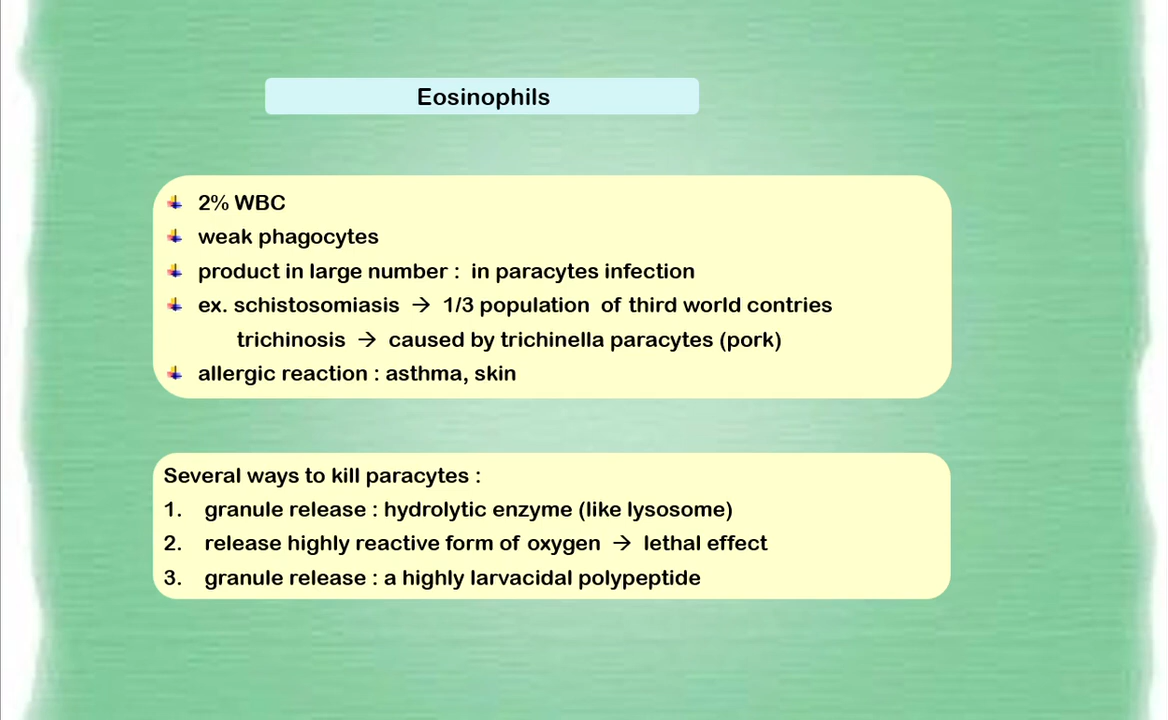 Eosinophils
2% WBC
weak phagocytes
product in large number : in paracytes infection
ex. schistosomiasis → 1/3 population of third world contries
trichinosis → caused by trichinella paracytes (pork)
allergic reaction : asthma, skin
Several ways to kill paracytes :
1. granule release : hydrolytic enzyme (like lysosome)
2. release highly reactive form of oxygen → lethal effect
3. granule release : a highly larvacidal polypeptide